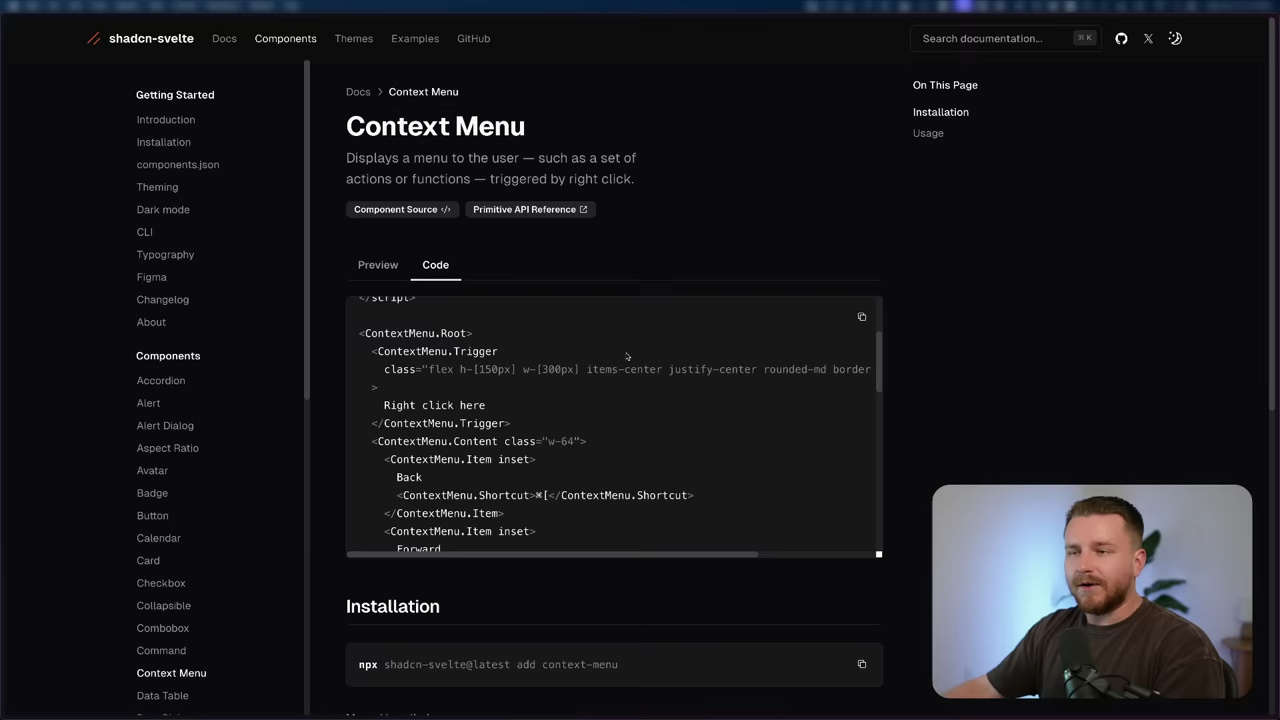 shadcn-svelte Docs Components Themes Examples GitHub
Search documentation... ⌘ K
Getting Started
Introduction
Installation
components.json
Theming
Dark mode
CLI
Typography
Figma
Changelog
About
Components
Accordion
Alert
Alert Dialog
Aspect Ratio
Avatar
Badge
Button
Calendar
Card
Checkbox
Collapsible
Combobox
Command
Context Menu
Data Table
Docs > Context Menu
Context Menu
Displays a menu to the user — such as a set of
actions or functions — triggered by right click.
Component Source </> Primitive API Reference
Preview Code
</script>
<ContextMenu.Root>
<ContextMenu.Trigger
class="flex h-[150px] w-[300px] items-center justify-center rounded-md border
>
Right click here
</ContextMenu.Trigger>
<ContextMenu.Content class="w-64">
<ContextMenu.Item inset>
Back
<ContextMenu.Shortcut>⌘[</ContextMenu.Shortcut>
</ContextMenu.Item>
<ContextMenu.Item inset>
Forward
Installation
npx shadcn-svelte@latest add context-menu
On This Page
Installation
Usage